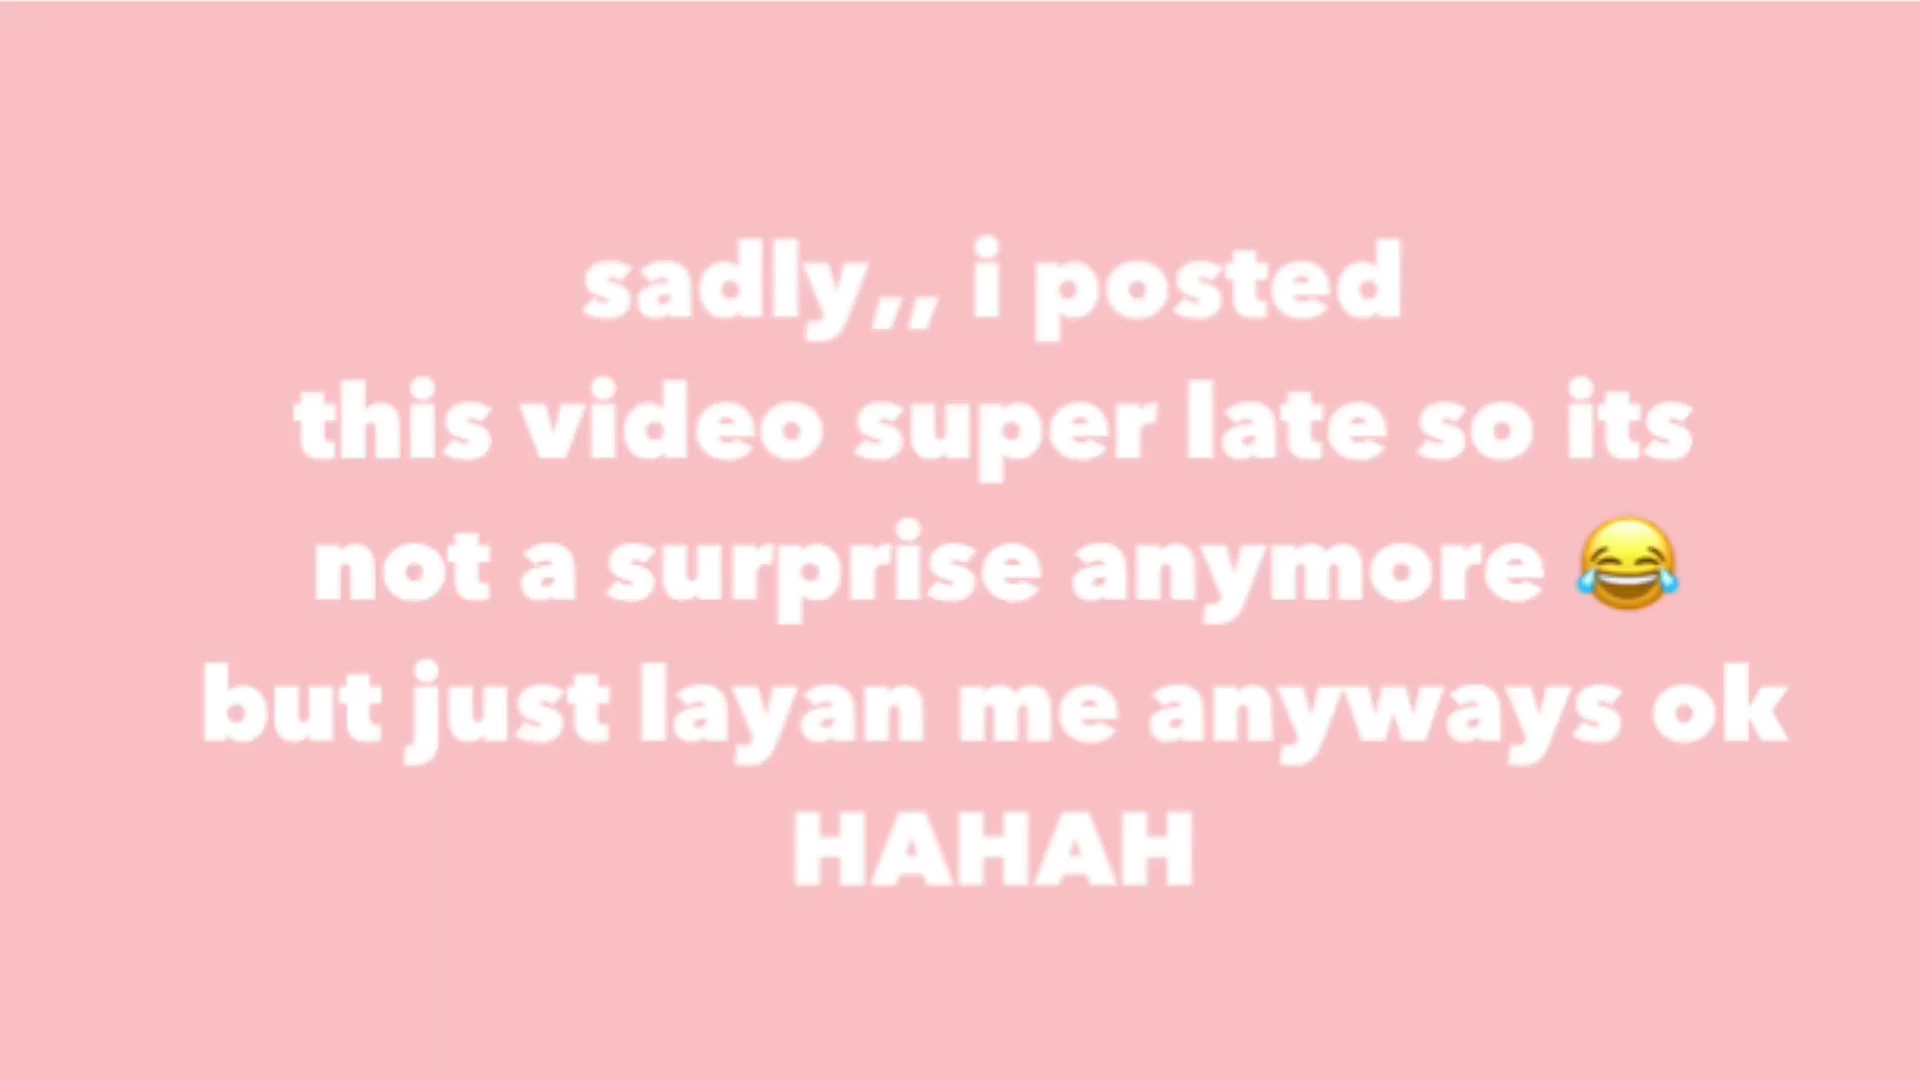 sadly,, i posted
this video super late so its
not a surprise anymore 😂
but just layan me anyways ok
HAHAH